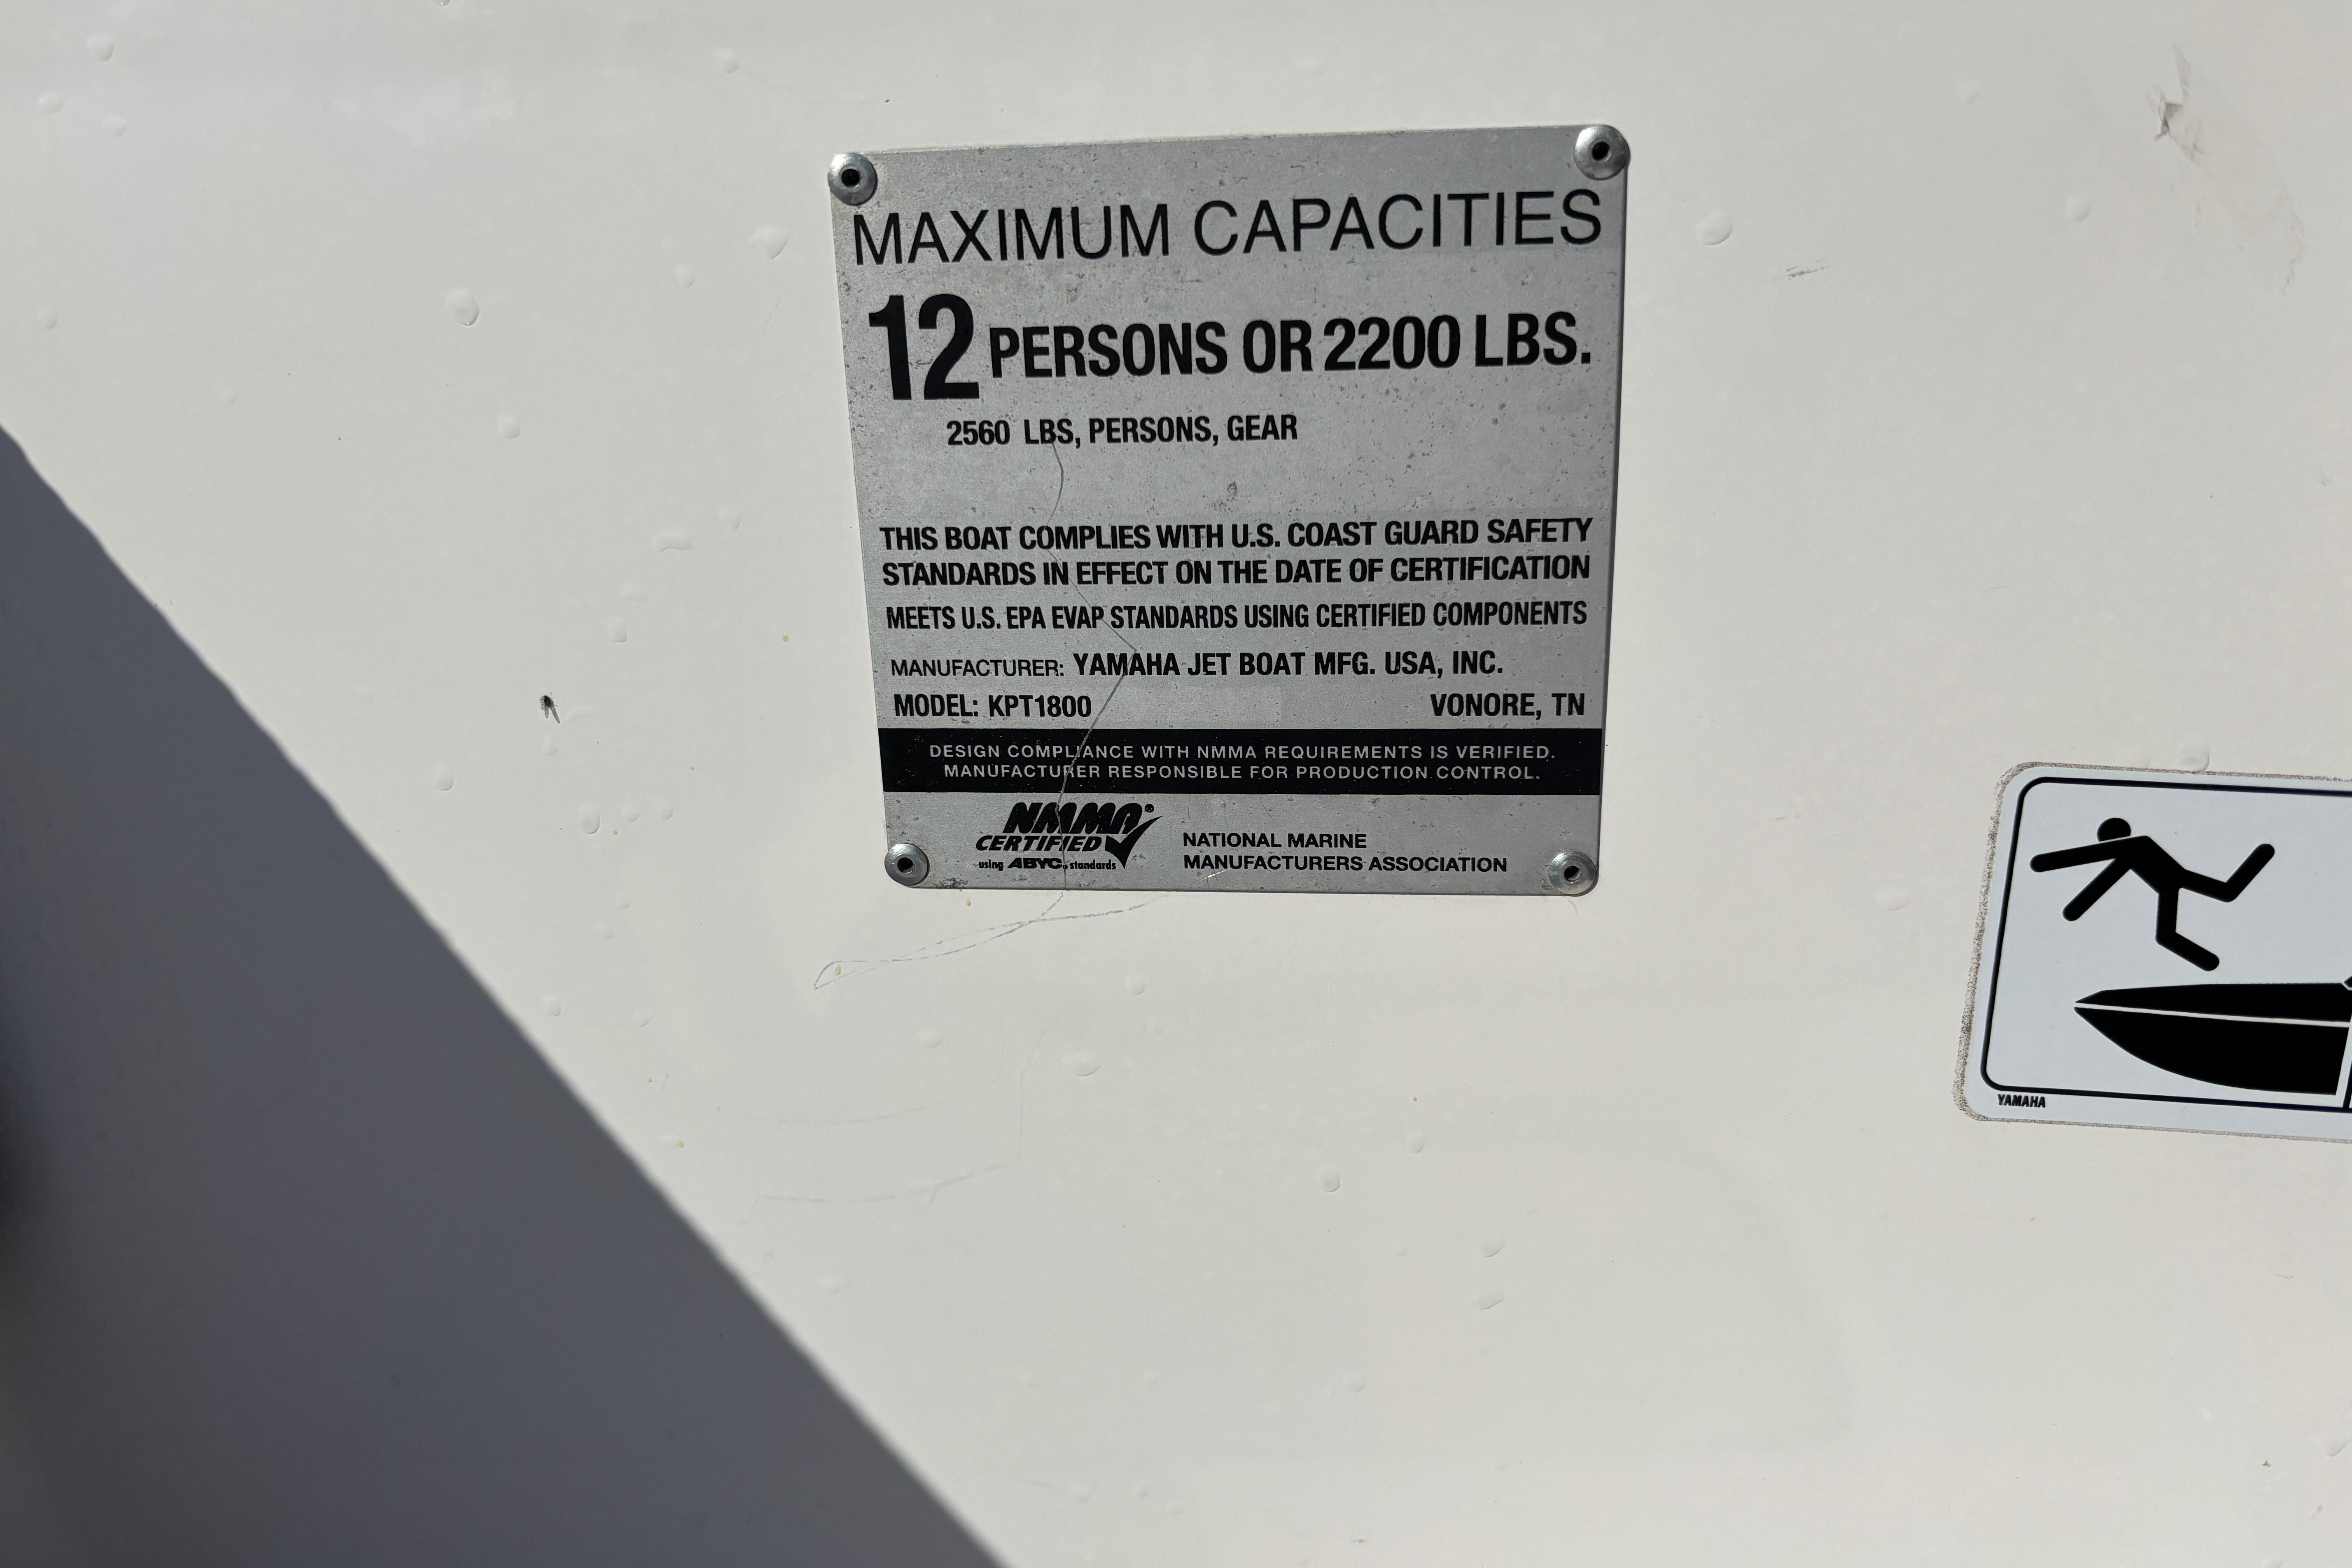 MAXIMUM CAPACITIES
12 PERSONS OR 2200 LBS.
2560 LBS, PERSONS, GEAR
THIS BOAT COMPLIES WITH U.S. COAST GUARD SAFETY
STANDARDS IN EFFECT ON THE DATE OF CERTIFICATION
MEETS U.S. EPA EVAP STANDARDS USING CERTIFIED COMPONENTS
MANUFACTURER: YAMAHA JET BOAT MFG. USA, INC.
MODEL: KPT1800 VONORE, TN
DESIGN COMPLIANCE WITH NMMA REQUIREMENTS IS VERIFIED.
MANUFACTURER RESPONSIBLE FOR PRODUCTION CONTROL.
NMMA®
CERTIFIED
using ABYC® standards
NATIONAL MARINE
MANUFACTURERS ASSOCIATION
YAMAHA